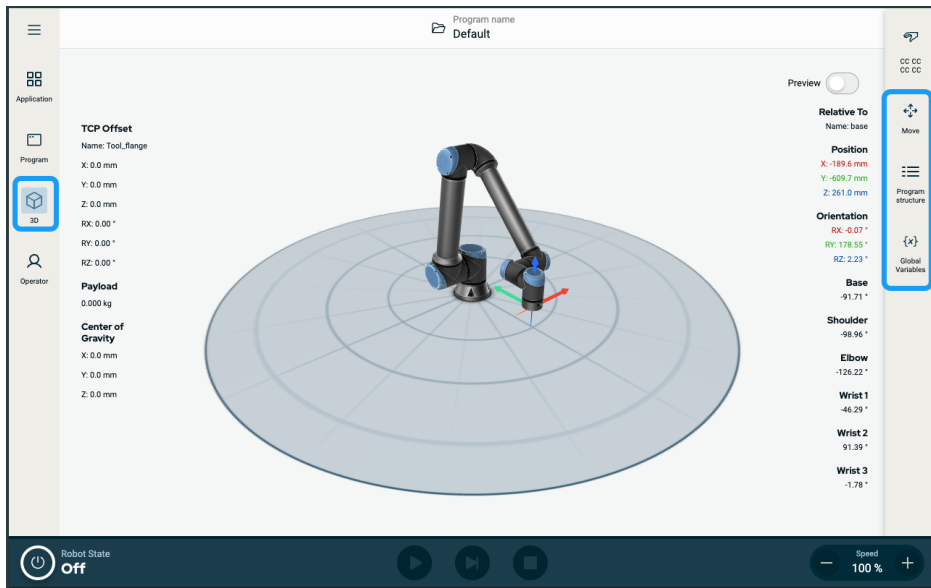 Program name
Default
Application
Program
3D
Operator
TCP Offset
Name: Tool_flange
X: 0.0 mm
Y: 0.0 mm
Z: 0.0 mm
RX: 0.00 °
RY: 0.00 °
RZ: 0.00 °
Payload
0.000 kg
Center of
Gravity
X: 0.0 mm
Y: 0.0 mm
Z: 0.0 mm
Preview
Relative To
Name: base
Position
X: -189.6 mm
Y: -609.7 mm
Z: 261.0 mm
Orientation
RX: -0.07 °
RY: 178.55 °
RZ: 2.23 °
Base
-91.71 °
Shoulder
-98.96 °
Elbow
-126.22 °
Wrist 1
-46.29 °
Wrist 2
91.39 °
Wrist 3
-1.78 °
CC CC
CC CC
Move
Program
structure
{x}
Global
Variables
Robot State
Off
Speed
100 %